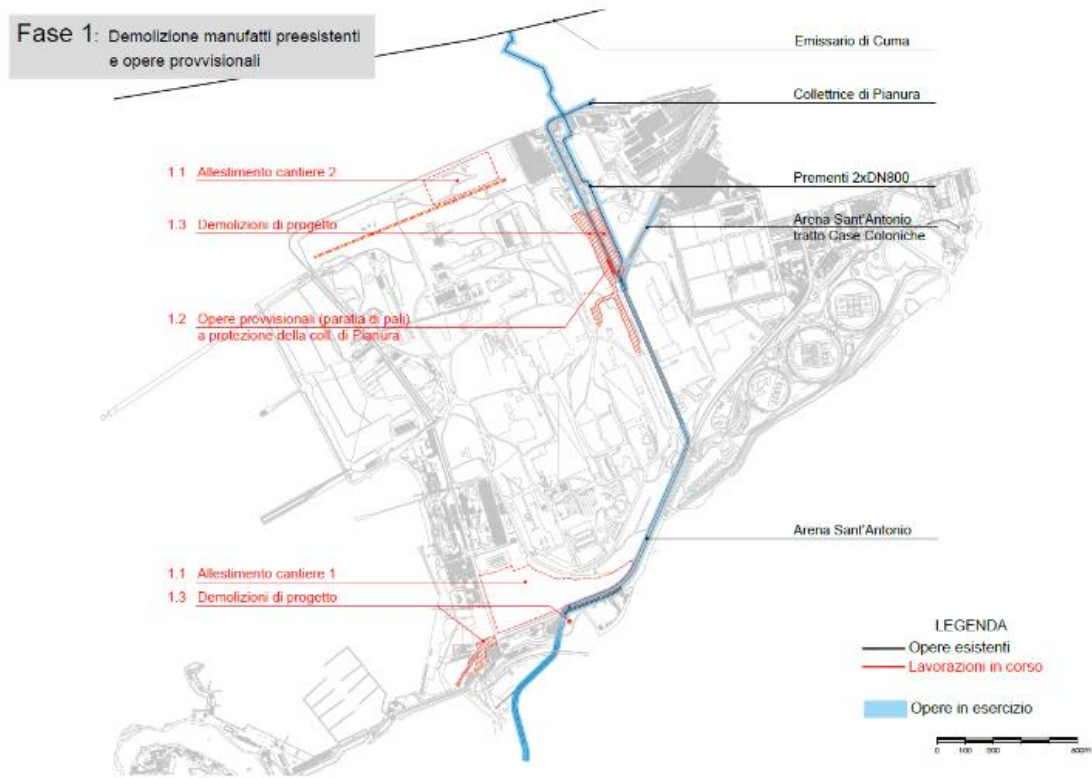 Fase 1: Demolizione manufatti preesistenti
e opere provvisionali
Emissario di Cuma
Collettrice di Pianura
1.1 Allestimento cantiere 2
Prementi 2xDN800
1.3 Demolizioni di progetto
Arena Sant'Antonio
tratto Case Coloniche
1.2 Opere provvisionali (paratia di pali)
a protezione della coll. di Pianura
Arena Sant'Antonio
1.1 Allestimento cantiere 1
1.3 Demolizioni di progetto
LEGENDA
Opere esistenti
Lavorazioni in corso
Opere in esercizio
0 100 200